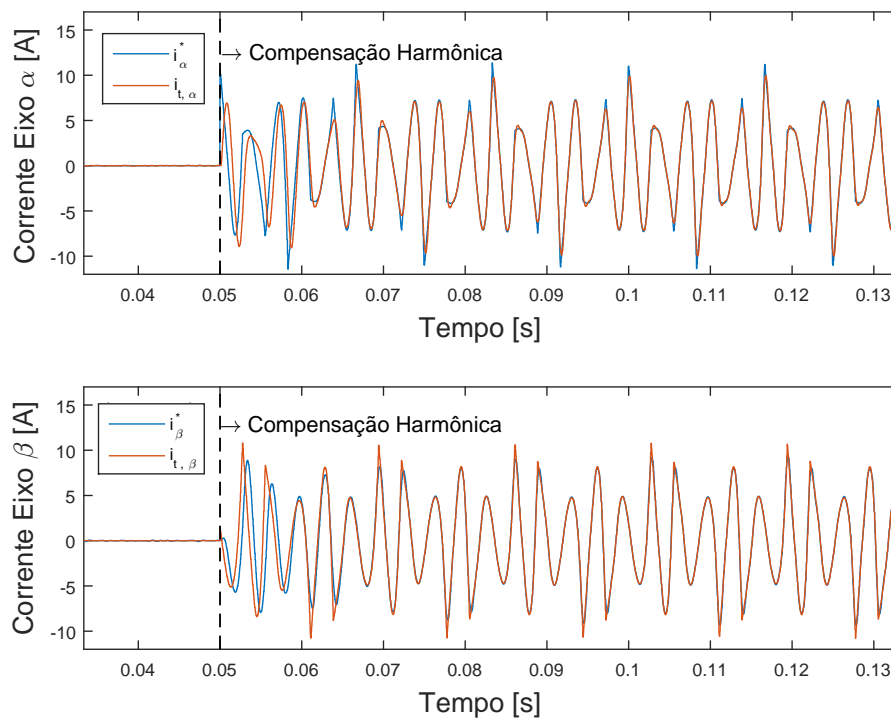 15
10
5
0
-5
-10
Corrente Eixo α [A]
i*α
it, α
→ Compensação Harmônica
0.04 0.05 0.06 0.07 0.08 0.09 0.1 0.11 0.12 0.13
Tempo [s]
15
10
5
0
-5
-10
Corrente Eixo β [A]
i*β
it, β
→ Compensação Harmônica
0.04 0.05 0.06 0.07 0.08 0.09 0.1 0.11 0.12 0.13
Tempo [s]